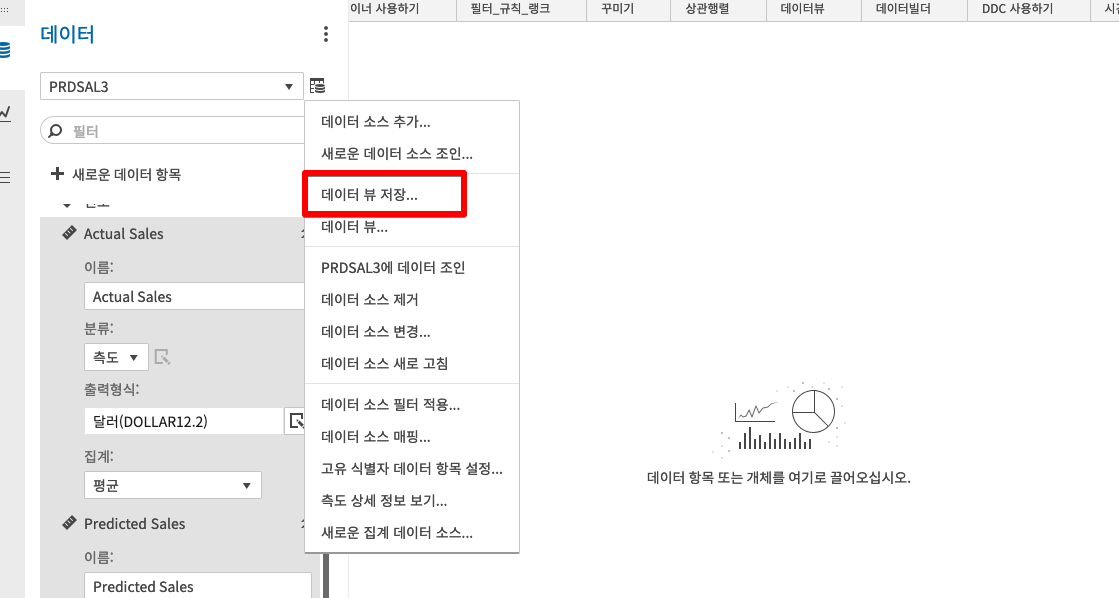 이너 사용하기
필터_규칙_랭크
꾸미기
상관행렬
데이터뷰
데이터빌더
DDC 사용하기
데이터
PRDSAL3
필터
새로운 데이터 항목
Actual Sales
이름:
Actual Sales
분류:
측도
출력형식:
달러(DOLLAR12.2)
집계:
평균
Predicted Sales
이름:
Predicted Sales
데이터 소스 추가...
새로운 데이터 소스 조인...
데이터 뷰 저장...
데이터 뷰...
PRDSAL3에 데이터 조인
데이터 소스 제거
데이터 소스 변경...
데이터 소스 새로 고침
데이터 소스 필터 적용...
데이터 소스 매핑...
고유 식별자 데이터 항목 설정...
측도 상세 정보 보기...
새로운 집계 데이터 소스...
데이터 항목 또는 개체를 여기로 끌어오십시오.